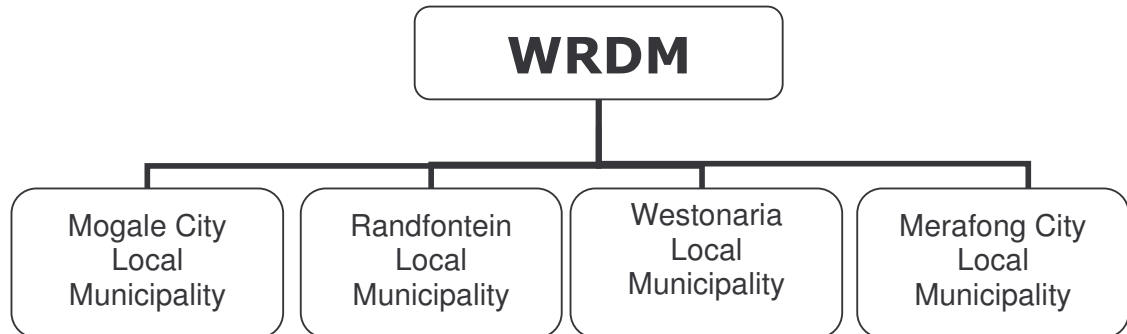 WRDM
Mogale City
Local
Municipality
Randfontein
Local
Municipality
Westonaria
Local
Municipality
Merafong City
Local
Municipality